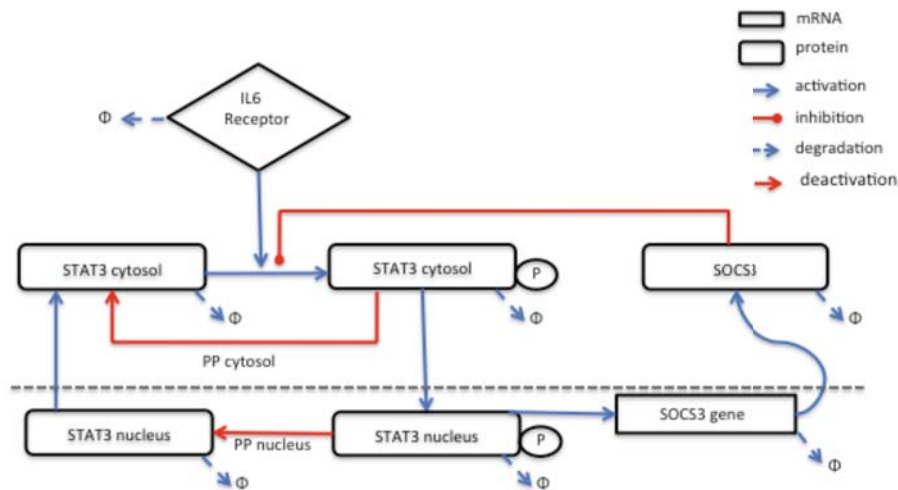 mRNA
protein
activation
inhibition
degradation
deactivation
IL6
Receptor
Φ
STAT3 cytosol
STAT3 cytosol
P
SOCS3
Φ
Φ
Φ
PP cytosol
STAT3 nucleus
PP nucleus
STAT3 nucleus
P
SOCS3 gene
Φ
Φ
Φ